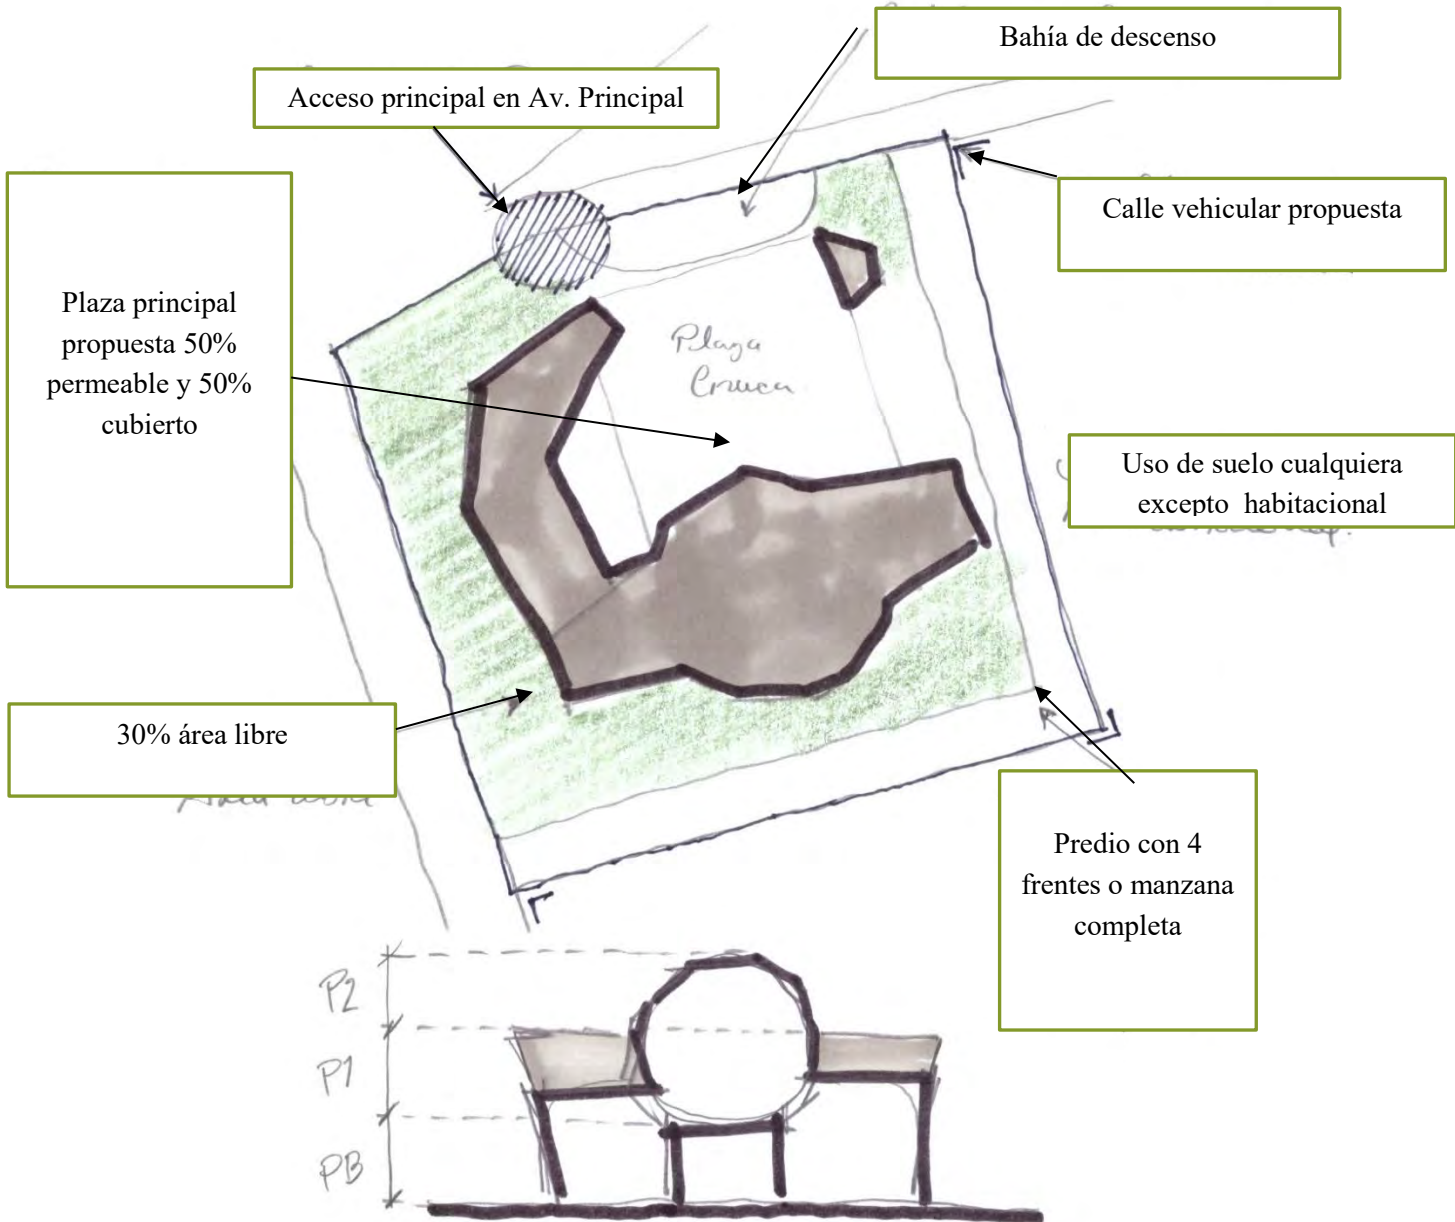 Bahía de descenso
Acceso principal en Av. Principal
Calle vehicular propuesta
Plaza principal
propuesta 50%
permeable y 50%
cubierto
Plaza
Uso de suelo cualquiera
excepto habitacional
30% área libre
Predio con 4
frentes o manzana
completa
P2
P1
PB